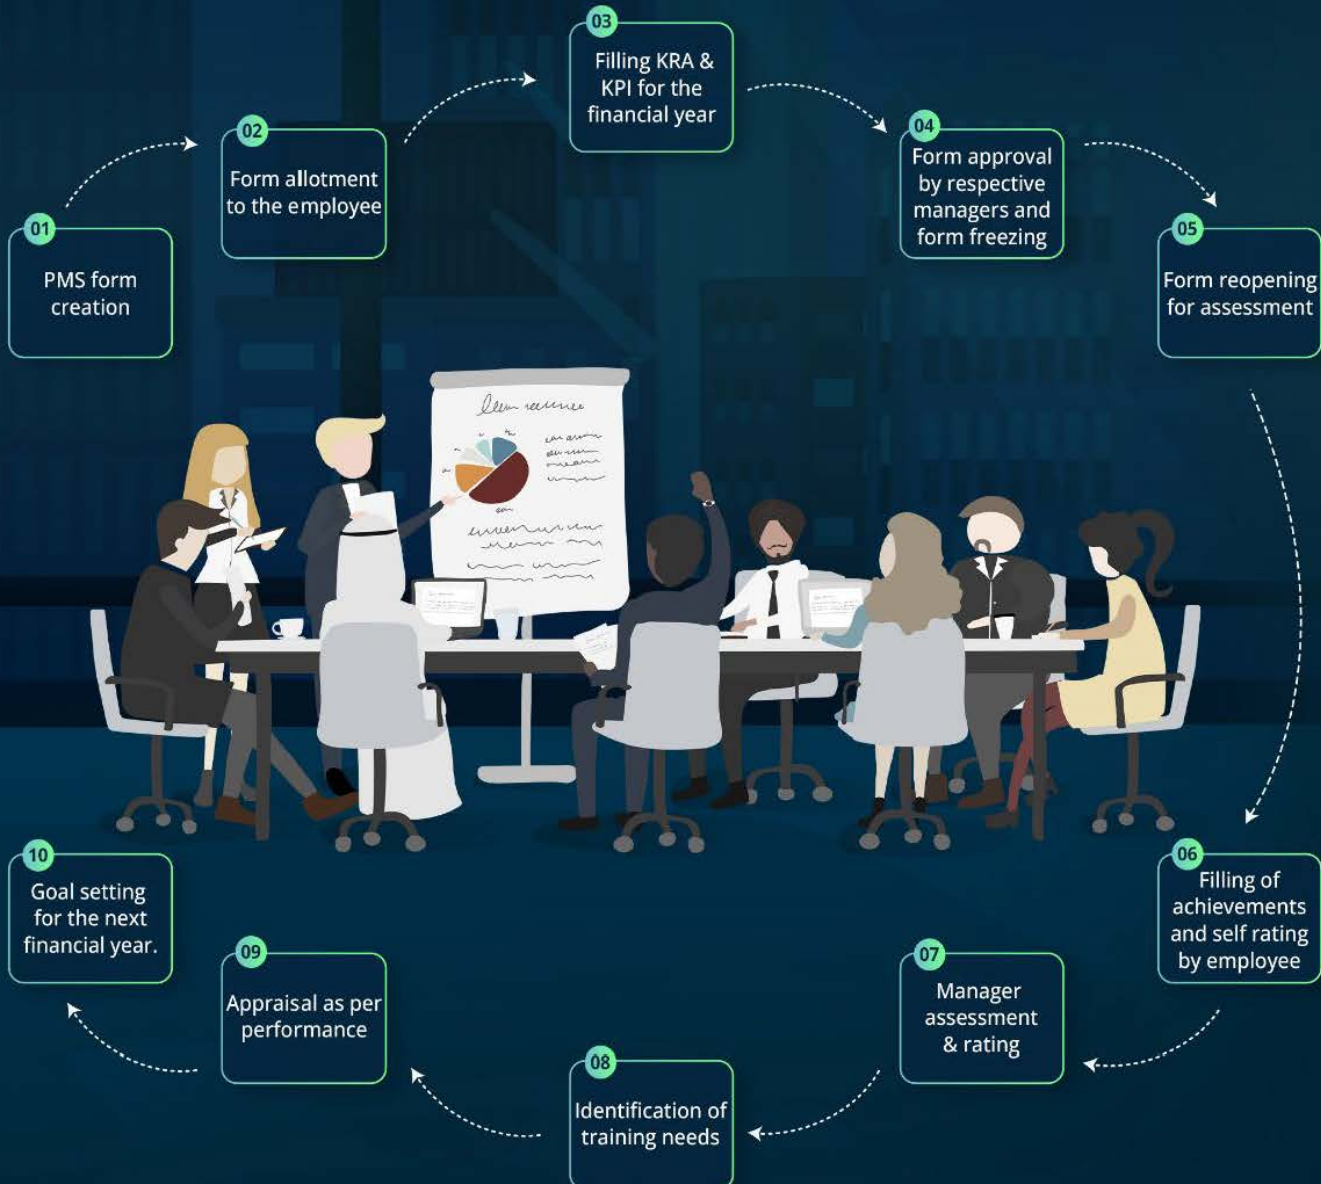 01
PMS form
creation
02
Form allotment
to the employee
03
Filling KRA &
KPI for the
financial year
04
Form approval
by respective
managers and
form freezing
05
Form reopening
for assessment
06
Filling of
achievements
and self rating
by employee
07
Manager
assessment
& rating
08
Identification of
training needs
09
Appraisal as per
performance
10
Goal setting
for the next
financial year.